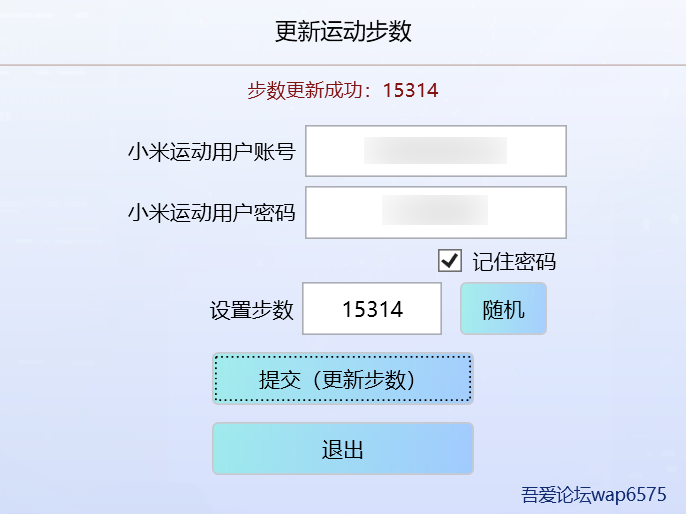 更新运动步数
步数更新成功：15314
小米运动用户账号
小米运动用户密码
记住密码
设置步数 15314 随机
提交（更新步数）
退出
吾爱论坛wap6575